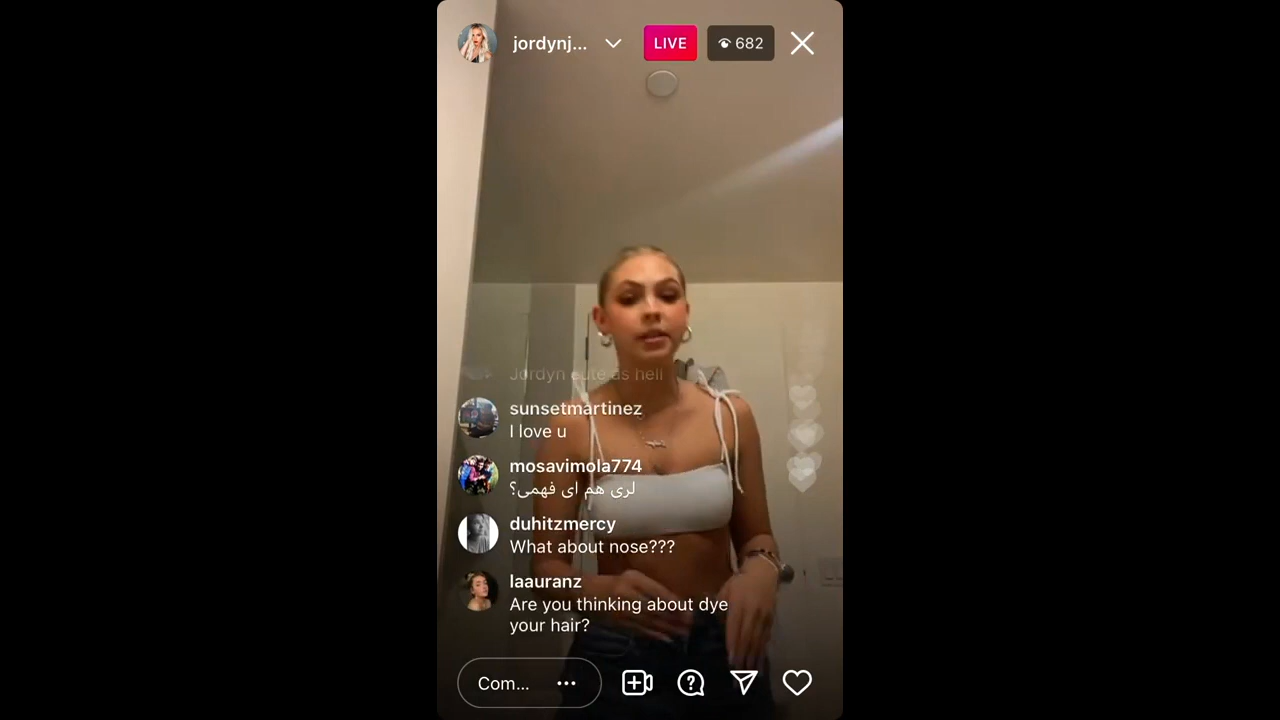 jordynj...
LIVE
682
Jordyn cute as hell
sunsetmartinez
I love u
mosavimola774
لری هم ای فهمی؟
duhitzmercy
What about nose???
laauranz
Are you thinking about dye
your hair?
Com...